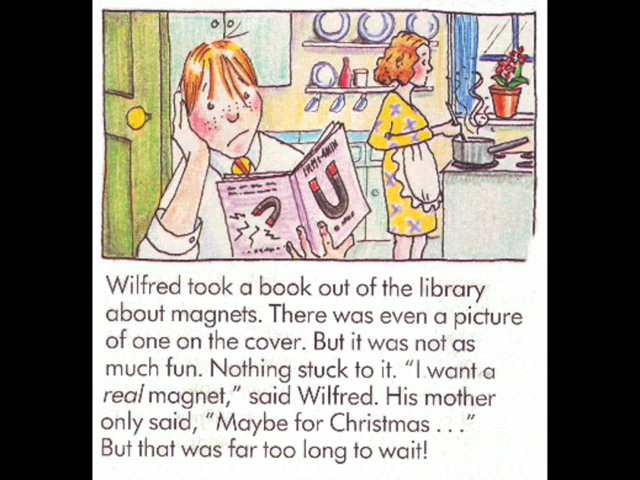 Wilfred took a book out of the library
about magnets. There was even a picture
of one on the cover. But it was not as
much fun. Nothing stuck to it. “I want a
real magnet,” said Wilfred. His mother
only said, “Maybe for Christmas . . .”
But that was far too long to wait!